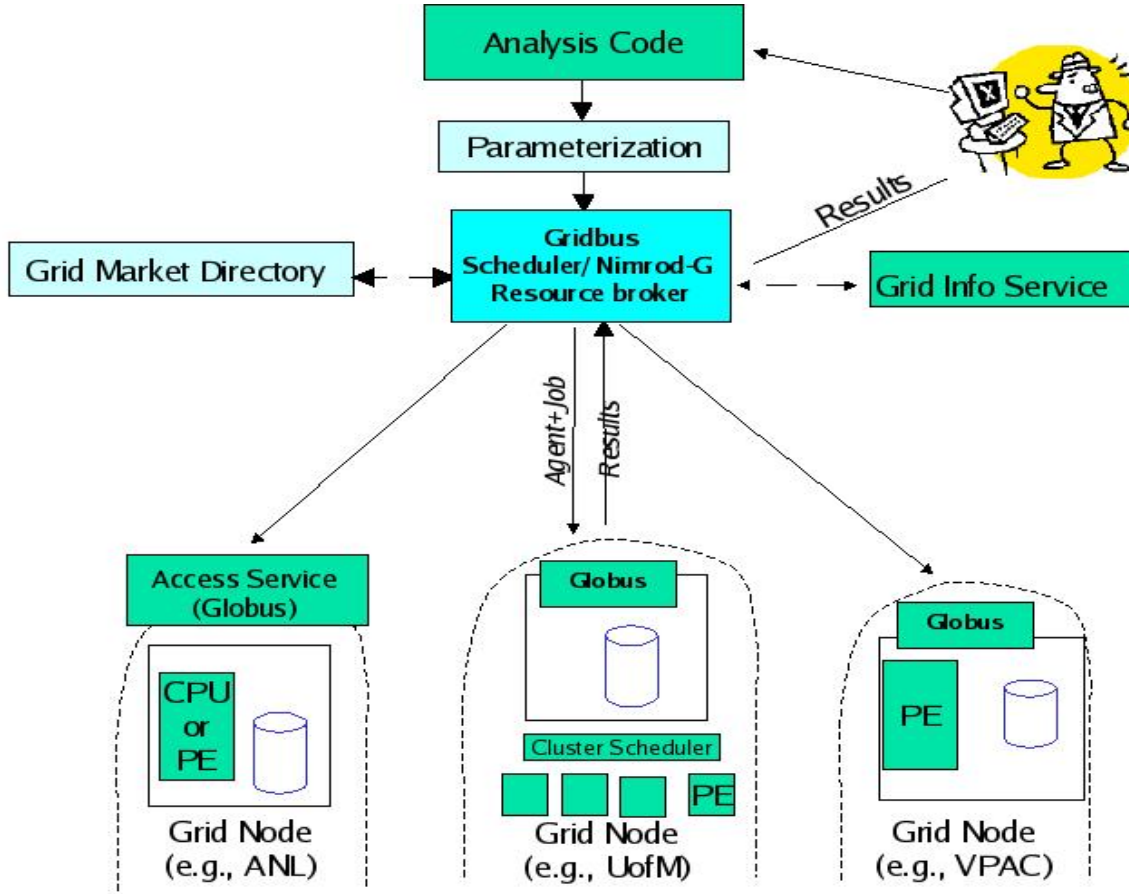 Analysis Code
Parameterization
Results
Gridbus
Scheduler/ Nimrod-G
Resource broker
Grid Market Directory
Grid Info Service
Agent+Job
Results
Access Service
(Globus)
CPU
or
PE
Grid Node
(e.g., ANL)
Globus
Cluster Scheduler
PE
Grid Node
(e.g., UofM)
Globus
PE
Grid Node
(e.g., VPAC)
X